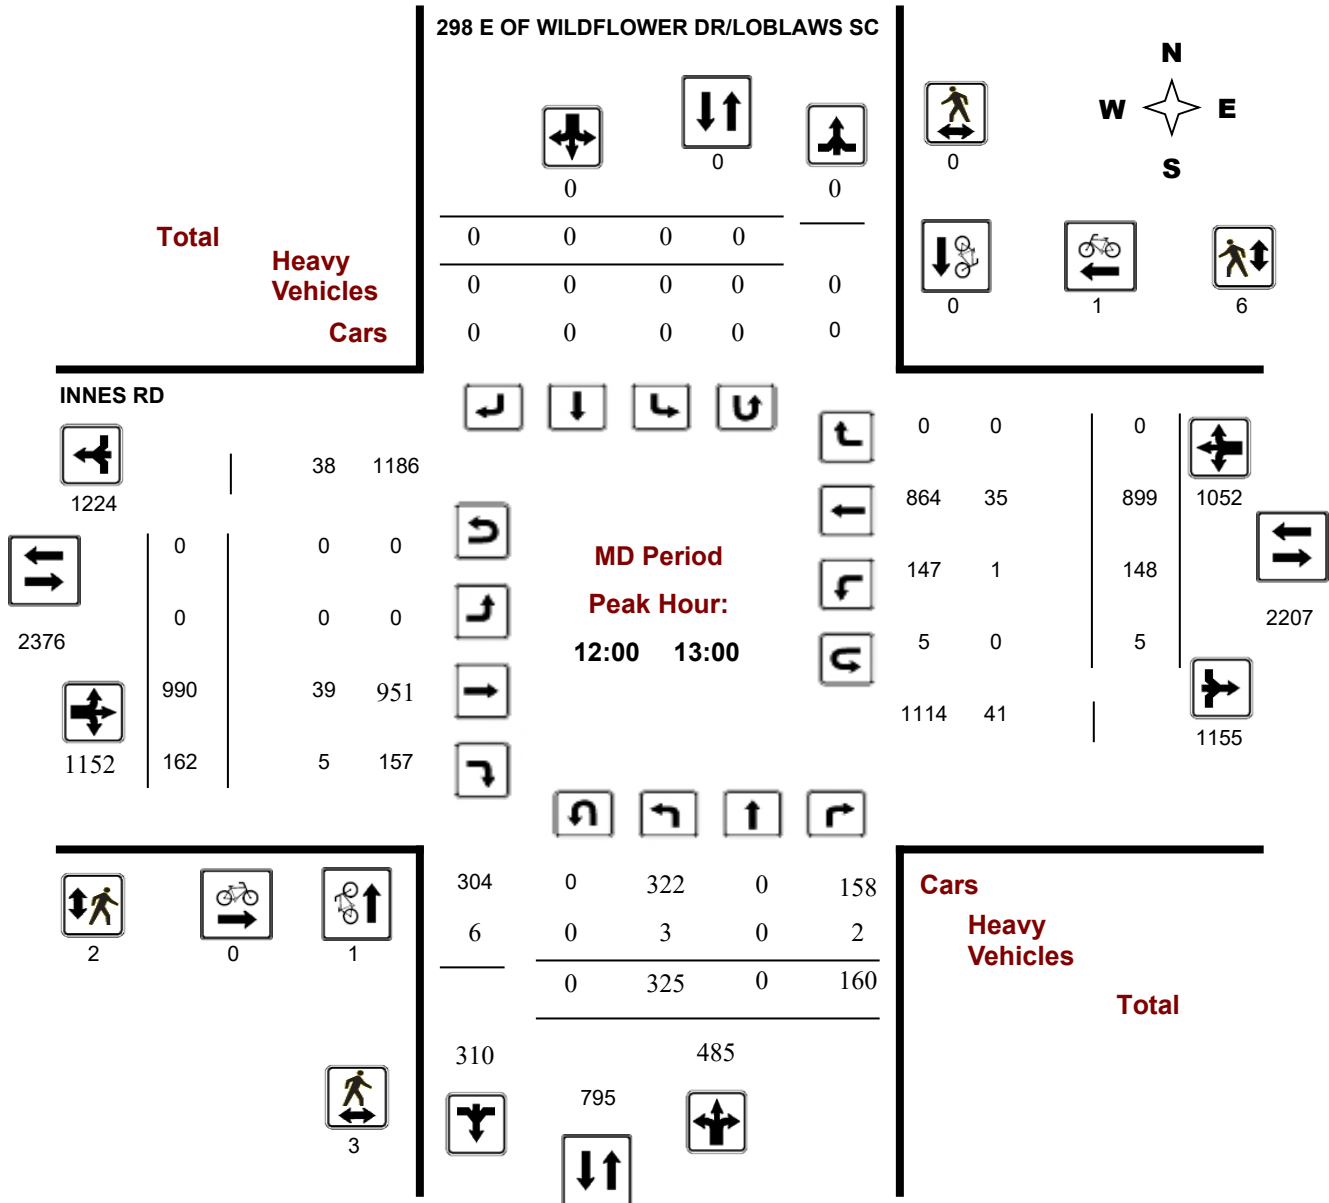 298 E OF WILDFLOWER DR/LOBLAWS SC
N
W E
S
0
0
0 0
0
Total
0 0 0 0
Heavy
Vehicles
0 0 0 0 0
Cars
0 0 0 0 0
0 1 6
INNES RD
38 1186
1224
0 0 0
0 0 0
2376
990 39 951
1152 162 5 157
MD Period
Peak Hour:
12:00 13:00
0 0 0
864 35 899 1052
147 1 148
2207
5 0 5
1114 41
1155
304 0 322 0 158
6 0 3 0 2
0 325 0 160
310 485
795
2 0 1
3
Cars
Heavy
Vehicles
Total